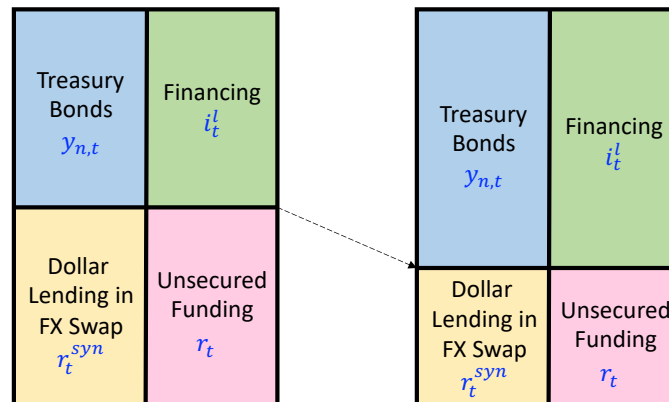 Treasury
Bonds
y_{n,t}
Financing
i_t^l
Dollar
Lending in
FX Swap
r_t^{syn}
Unsecured
Funding
r_t
Treasury
Bonds
y_{n,t}
Financing
i_t^l
Dollar
Lending in
FX Swap
r_t^{syn}
Unsecured
Funding
r_t